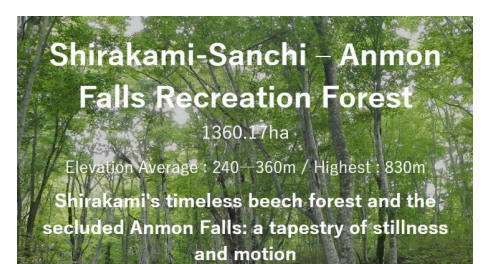 Shirakami-Sanchi – Anmon
Falls Recreation Forest
1360.17ha
Elevation Average : 240—360m / Highest : 830m
Shirakami's timeless beech forest and the
secluded Anmon Falls: a tapestry of stillness
and motion